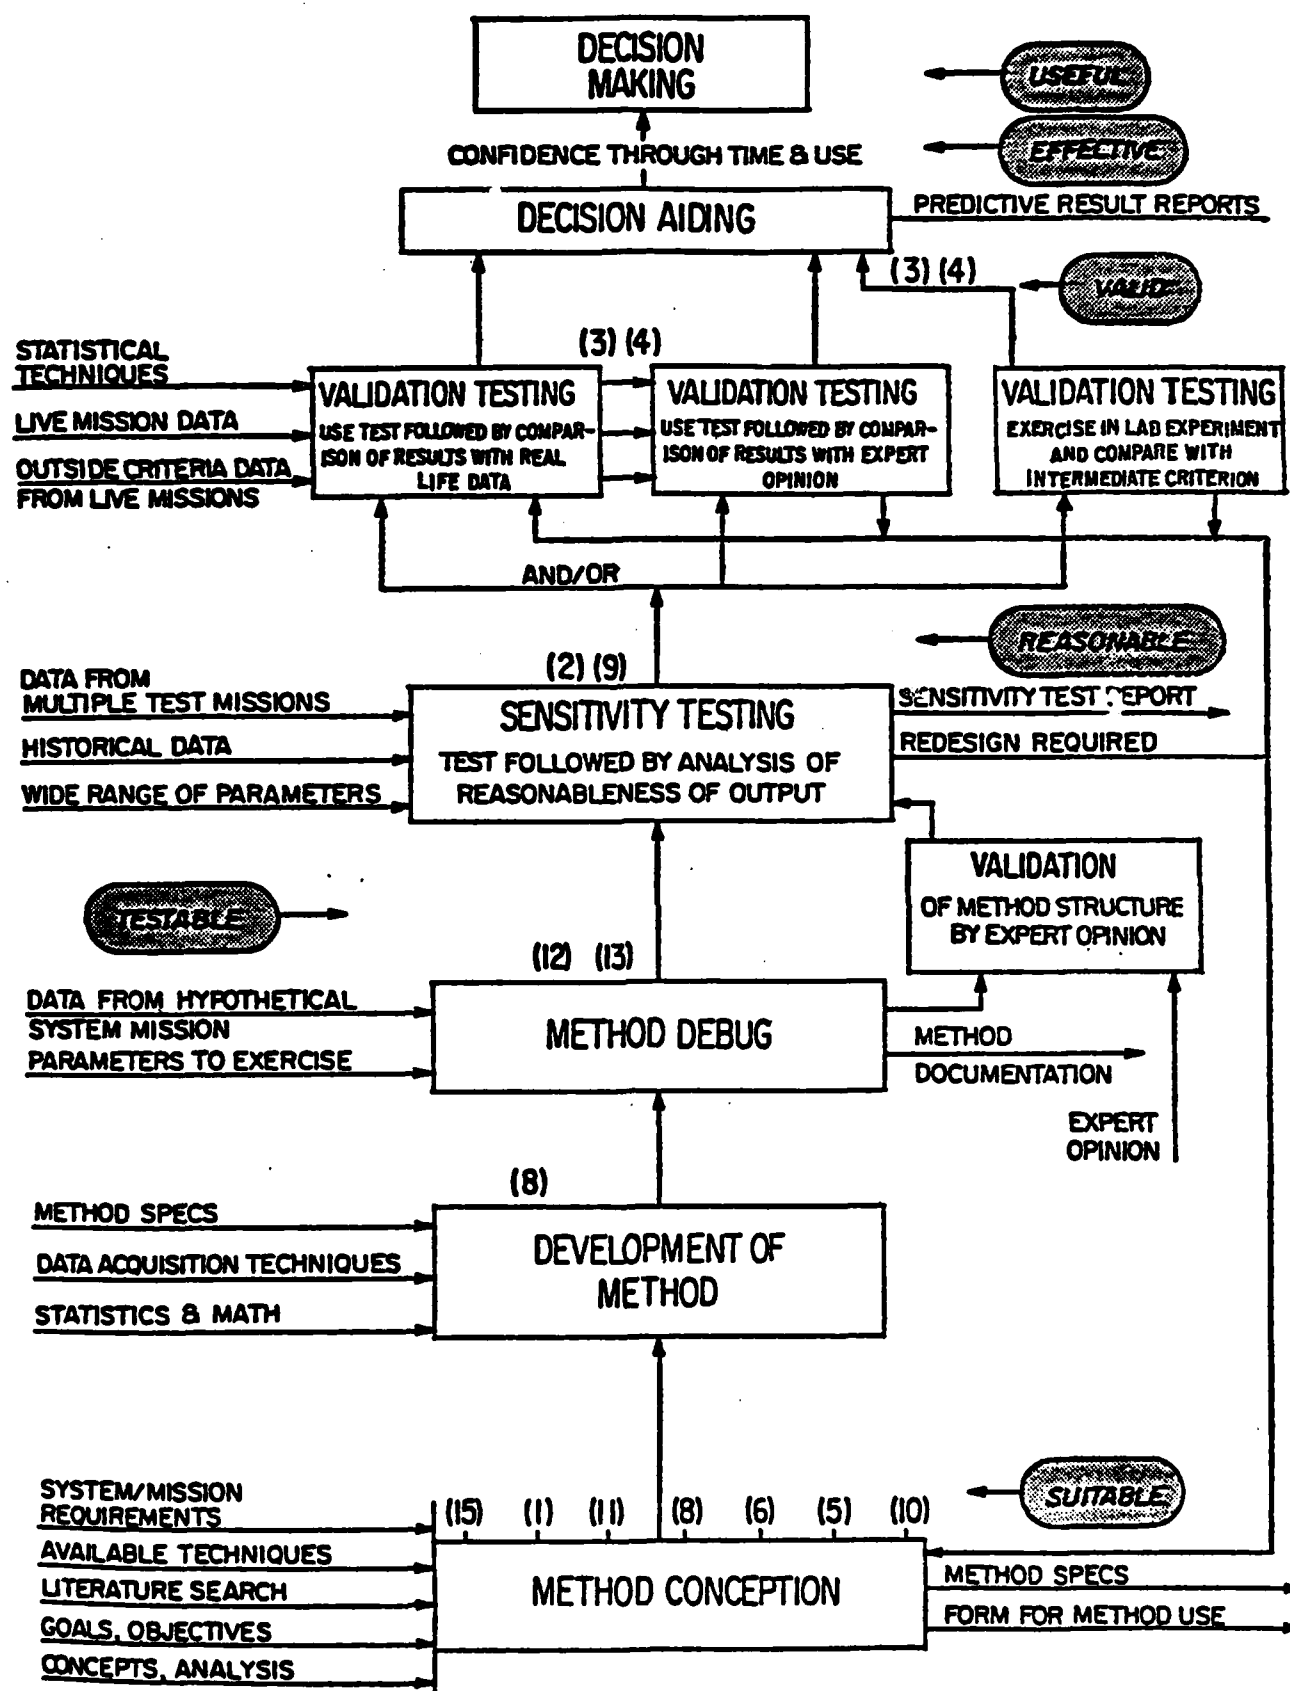 DECISION
MAKING
USEFUL
CONFIDENCE THROUGH TIME & USE
EFFECTIVE
DECISION AIDING
PREDICTIVE RESULT REPORTS
(3) (4)
VALID
STATISTICAL
TECHNIQUES
LIVE MISSION DATA
OUTSIDE CRITERIA DATA
FROM LIVE MISSIONS
(3) (4)
VALIDATION TESTING
USE TEST FOLLOWED BY COMPAR-
ISON OF RESULTS WITH REAL
LIFE DATA
VALIDATION TESTING
USE TEST FOLLOWED BY COMPAR-
ISON OF RESULTS WITH EXPERT
OPINION
VALIDATION TESTING
EXERCISE IN LAB EXPERIMENT
AND COMPARE WITH
INTERMEDIATE CRITERION
AND/OR
REASONABLE
(2) (9)
DATA FROM
MULTIPLE TEST MISSIONS
HISTORICAL DATA
WIDE RANGE OF PARAMETERS
SENSITIVITY TESTING
TEST FOLLOWED BY ANALYSIS OF
REASONABLENESS OF OUTPUT
SENSITIVITY TEST REPORT
REDESIGN REQUIRED
VALIDATION
OF METHOD STRUCTURE
BY EXPERT OPINION
TESTABLE
(12) (13)
DATA FROM HYPOTHETICAL
SYSTEM MISSION
PARAMETERS TO EXERCISE
METHOD DEBUG
METHOD
DOCUMENTATION
EXPERT
OPINION
(8)
METHOD SPECS
DATA ACQUISITION TECHNIQUES
STATISTICS & MATH
DEVELOPMENT OF
METHOD
SUITABLE
SYSTEM/MISSION
REQUIREMENTS
AVAILABLE TECHNIQUES
LITERATURE SEARCH
GOALS, OBJECTIVES
CONCEPTS, ANALYSIS
(15) (1) (11) (8) (6) (5) (10)
METHOD CONCEPTION
METHOD SPECS
FORM FOR METHOD USE